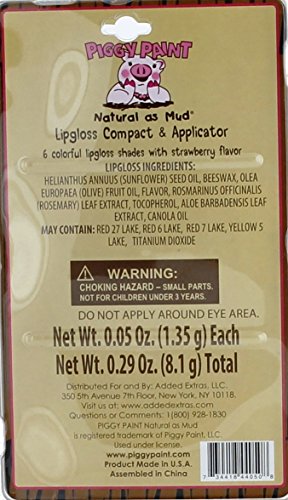 PIGGY PAINT
Natural as Mud®
Lipgloss Compact & Applicator
6 colorful lipgloss shades with strawberry flavor
LIPGLOSS INGREDIENTS:
HELIANTHUS ANNUUS (SUNFLOWER) SEED OIL, BEESWAX, OLEA
EUROPAEA (OLIVE) FRUIT OIL, FLAVOR, ROSMARINUS OFFICINALIS
(ROSEMARY) LEAF EXTRACT, TOCOPHEROL, ALOE BARBADENSIS LEAF
EXTRACT, CANOLA OIL
MAY CONTAIN: RED 27 LAKE, RED 6 LAKE, RED 7 LAKE, YELLOW 5
LAKE, TITANIUM DIOXIDE
WARNING:
CHOKING HAZARD – SMALL PARTS.
NOT FOR CHILDREN UNDER 3 YEARS.
DO NOT APPLY AROUND EYE AREA.
Net Wt. 0.05 Oz. (1.35 g) Each
Net Wt. 0.29 Oz. (8.1 g) Total
Distributed For and By: Added Extras, LLC.
350 5th Avenue 7th Floor, New York, NY 10118.
Visit us at: www.addedextras.com
Questions or Comments: 1(800) 928-1830
PIGGY PAINT Natural as Mud
is registered trademark of Piggy Paint, LLC.
Used under license.
www.piggypaint.com
Product Made in U.S.A.
Assembled in China
7 34418 44050 8